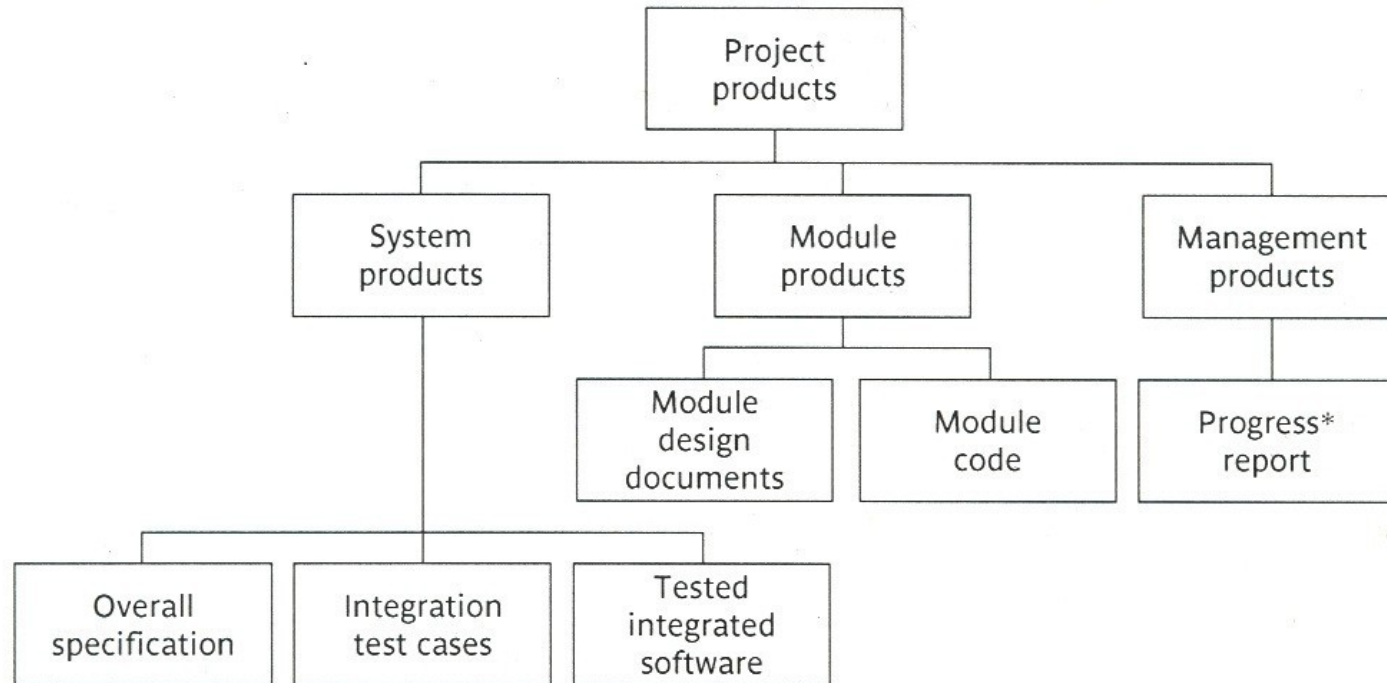 Project
products
System
products
Module
products
Management
products
Module
design
documents
Module
code
Progress*
report
Overall
specification
Integration
test cases
Tested
integrated
software